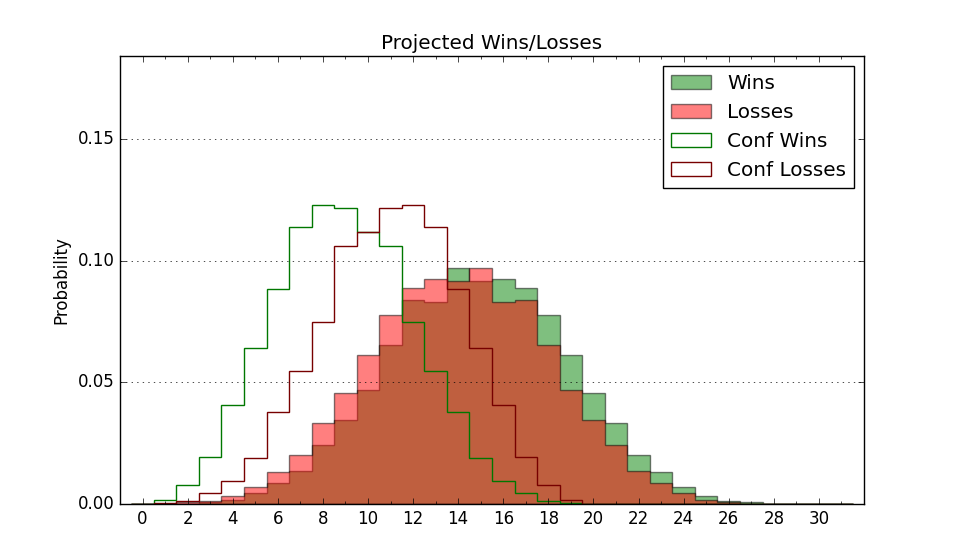 Projected Wins/Losses
Wins
Losses
Conf Wins
Conf Losses
Probability
0.15
0.10
0.05
0.00
0 2 4 6 8 10 12 14 16 18 20 22 24 26 28 30